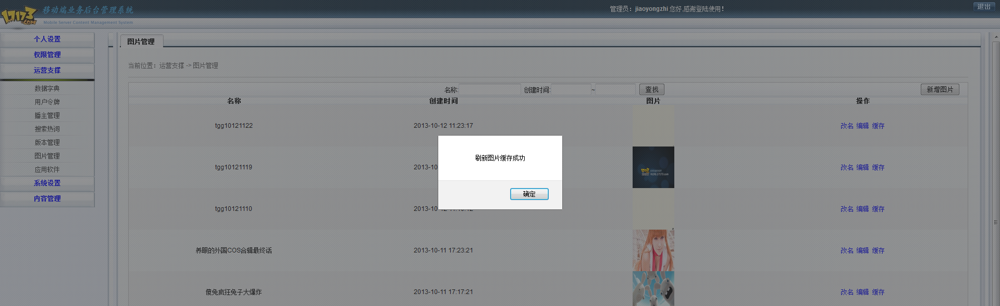 17173.COM
移动端业务后台管理系统
Mobile Server Content Management System
管理员：jiaoyongzhi 您好,感谢登陆使用！
退出
个人设置
权限管理
运营支撑
数据字典
用户令牌
播主管理
搜索热词
版本管理
图片管理
应用软件
系统设置
内容管理
图片管理
当前位置：运营支撑 -> 图片管理
名称: 创建时间: ~ 查找 新增图片
名称 创建时间 图片 操作
tgg10121122 2013-10-12 11:23:17 改名 编辑 缓存
tgg10121119 2013-10 改名 编辑 缓存
VLOG.17173.com
tgg10121110 2013-10 改名 编辑 缓存
养眼的外国COS合辑最终话 2013-10-11 17:23:21 改名 编辑 缓存
傻兔疯狂兔子大爆炸 2013-10-11 17:17:21 改名 编辑 缓存
刷新图片缓存成功
确定